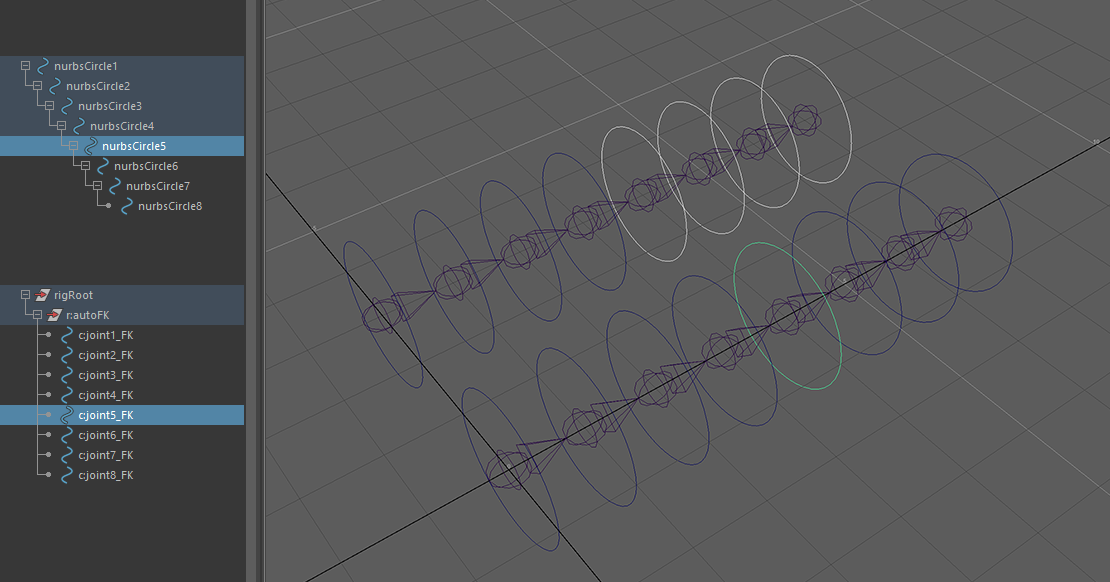 nurbsCircle1
nurbsCircle2
nurbsCircle3
nurbsCircle4
nurbsCircle5
nurbsCircle6
nurbsCircle7
nurbsCircle8
rigRoot
r:autoFK
c:joint1_FK
c:joint2_FK
c:joint3_FK
c:joint4_FK
c:joint5_FK
c:joint6_FK
c:joint7_FK
c:joint8_FK